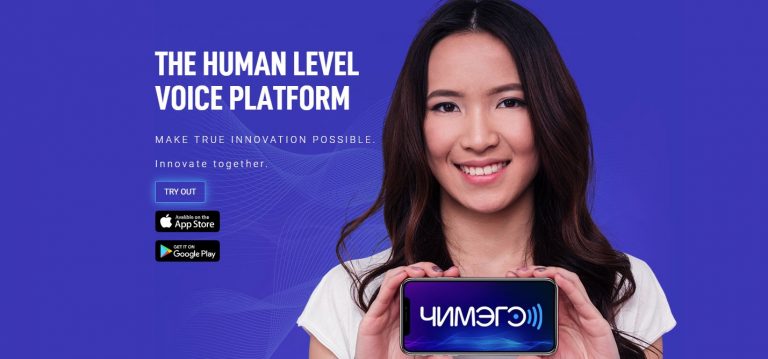 THE HUMAN LEVEL
VOICE PLATFORM
MAKE TRUE INNOVATION POSSIBLE.
Innovate together.
TRY OUT
Avalible on the
App Store
GET IT ON
Google Play
ЧИМЭГЭ